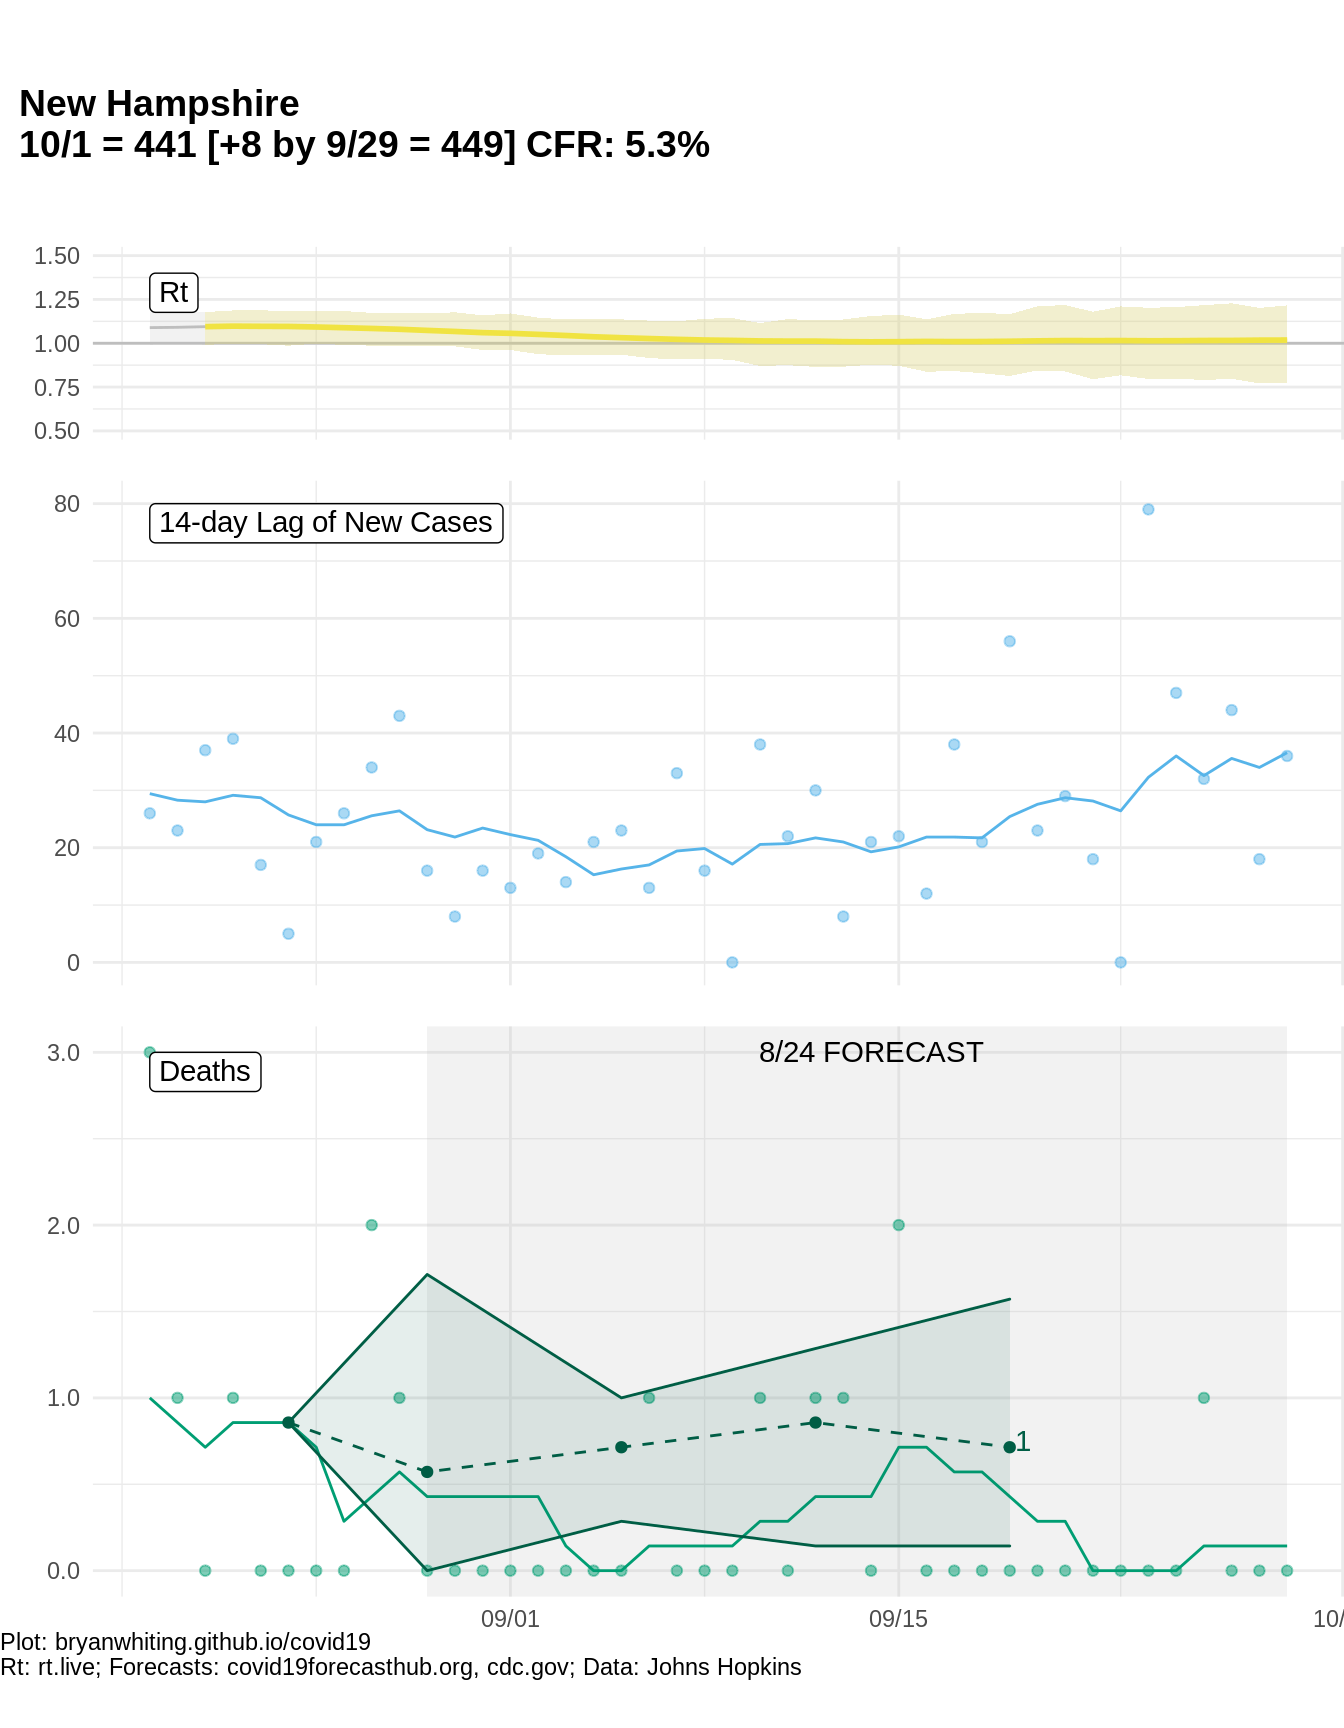 New Hampshire
10/1 = 441 [+8 by 9/29 = 449] CFR: 5.3%
1.50
Rt
1.25
1.00
0.75
0.50
80
14-day Lag of New Cases
60
40
20
0
3.0
8/24 FORECAST
Deaths
2.0
1.0
1
0.0
09/01
09/15
10/
Plot: bryanwhiting.github.io/covid19
Rt: rt.live; Forecasts: covid19forecasthub.org, cdc.gov; Data: Johns Hopkins